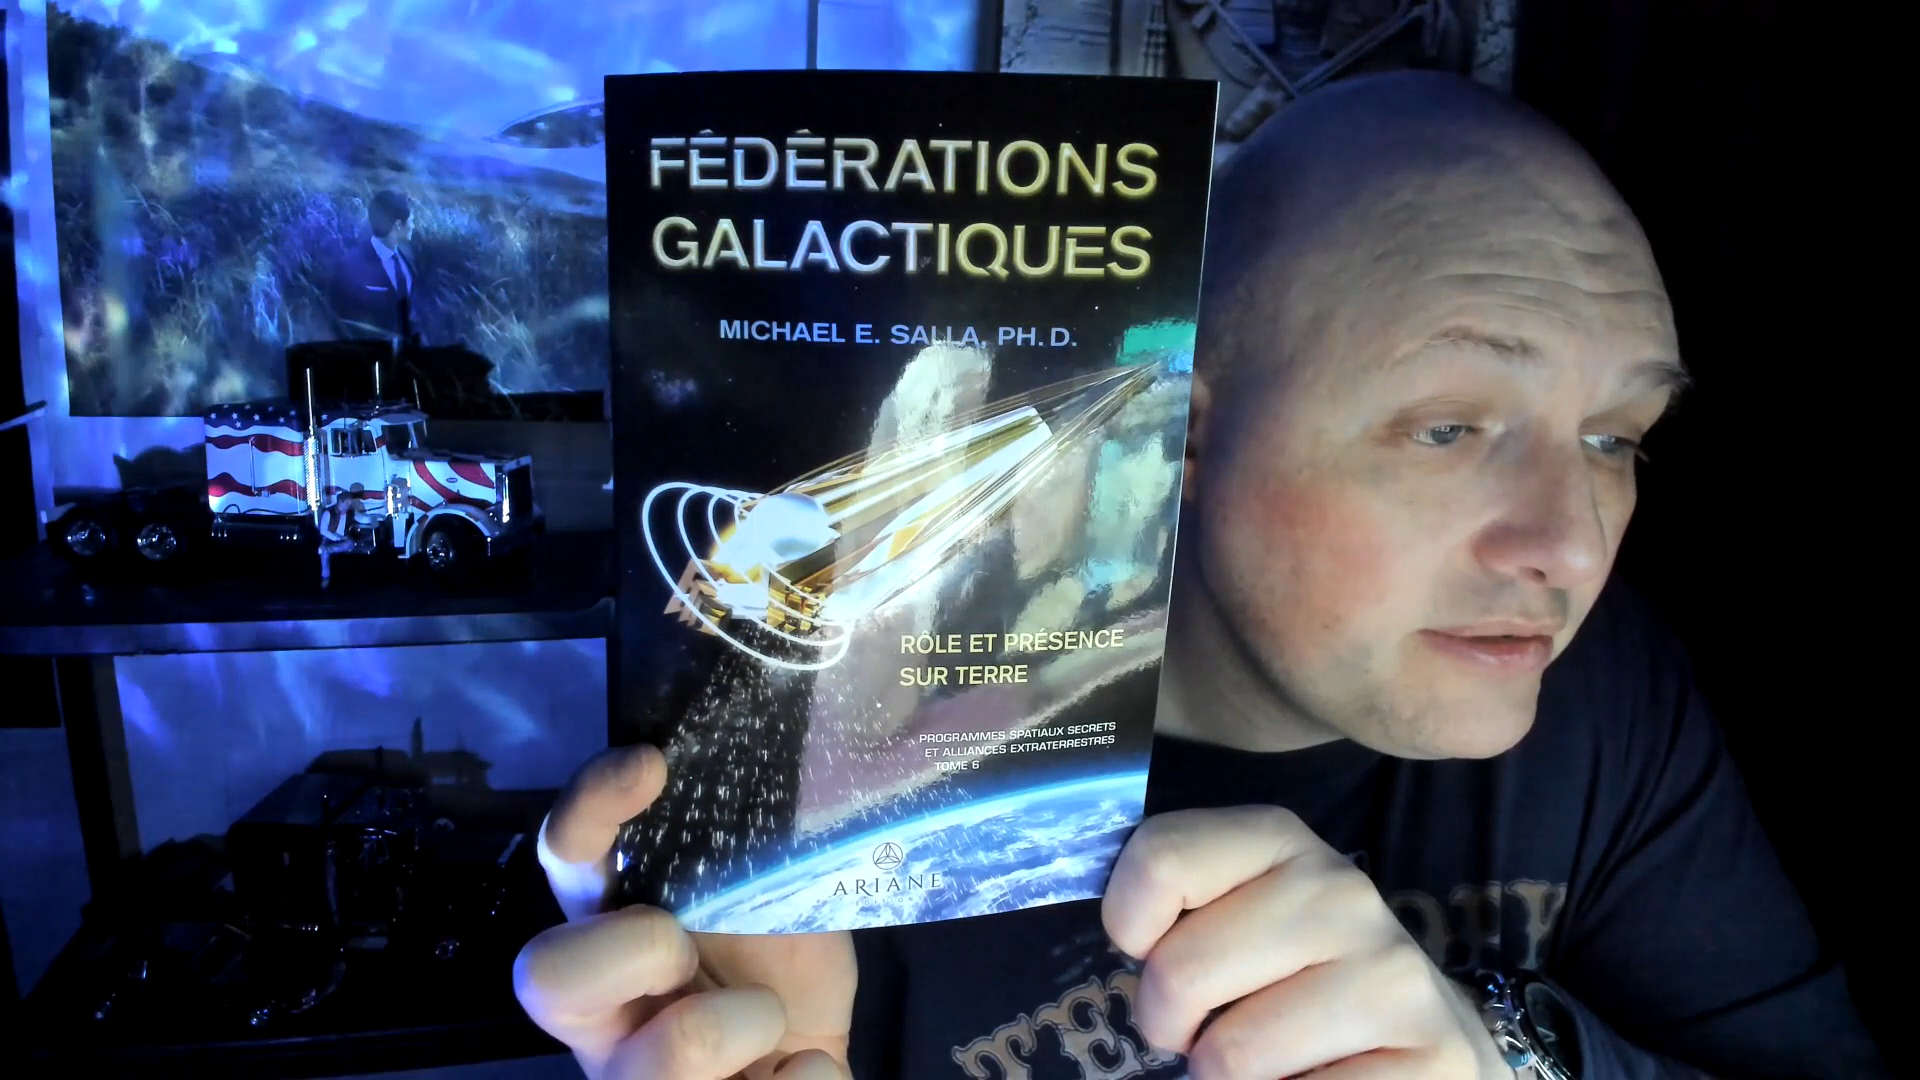 FÉDÉRATIONS
GALACTIQUES
MICHAEL E. SALLA, PH. D.
RÔLE ET PRÉSENCE
SUR TERRE
PROGRAMMES SPATIAUX SECRETS
ET ALLIANCES EXTRATERRESTRES
TOME 6
ARIANE